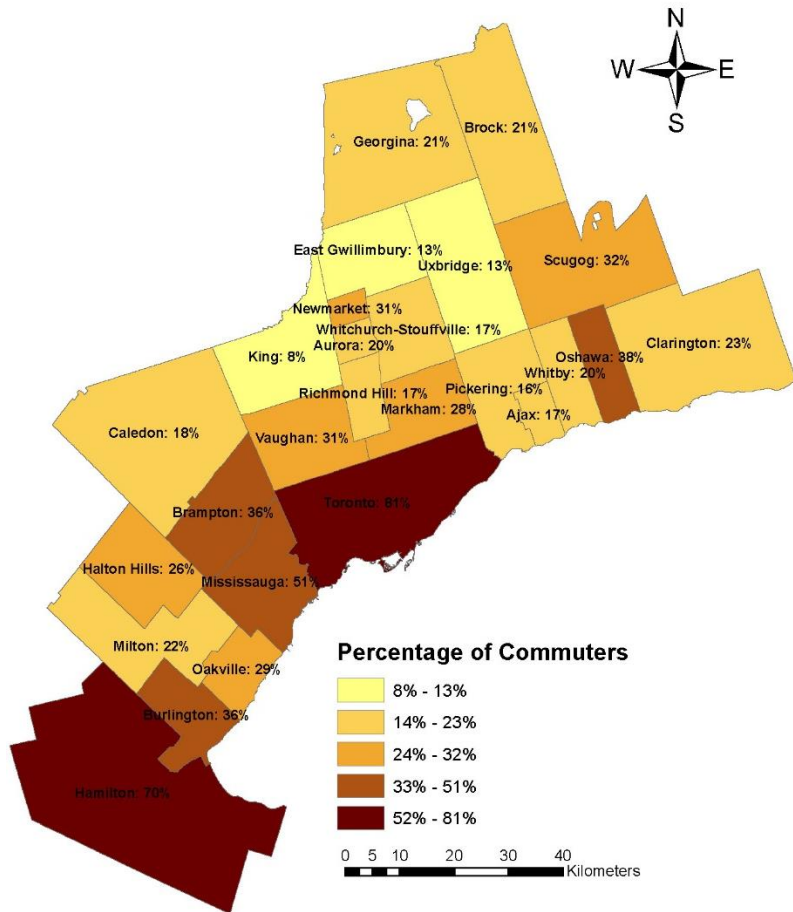 N
W E
S
Georgina: 21%
Brock: 21%
East Gwillimbury: 13%
Uxbridge: 13%
Scugog: 32%
Newmarket: 31%
Whitchurch-Stouffville: 17%
Aurora: 20%
King: 8%
Oshawa: 38%
Clarington: 23%
Whitby: 20%
Richmond Hill: 17%
Pickering: 16%
Markham: 28%
Ajax: 17%
Caledon: 18%
Vaughan: 31%
Toronto: 81%
Brampton: 36%
Halton Hills: 26%
Mississauga: 51%
Milton: 22%
Oakville: 29%
Burlington: 36%
Hamilton: 70%
Percentage of Commuters
8% - 13%
14% - 23%
24% - 32%
33% - 51%
52% - 81%
0 5 10 20 30 40
Kilometers